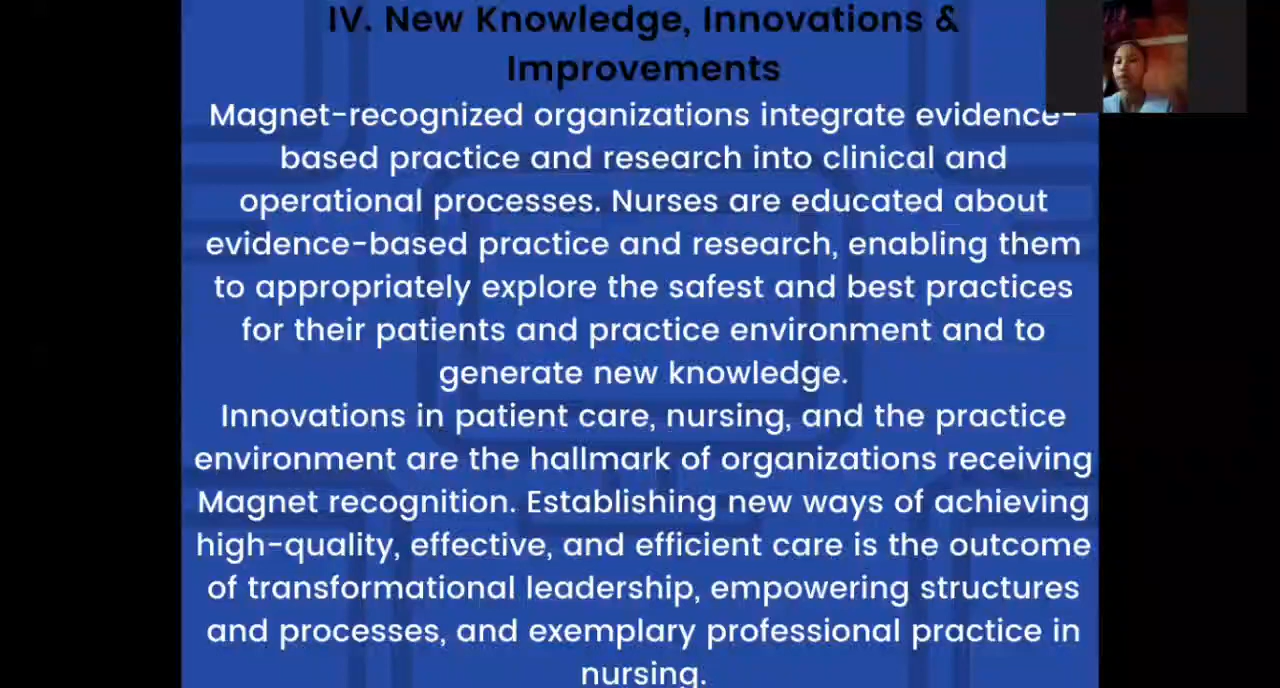 IV. New Knowledge, Innovations &
Improvements
Magnet-recognized organizations integrate evidence-
based practice and research into clinical and
operational processes. Nurses are educated about
evidence-based practice and research, enabling them
to appropriately explore the safest and best practices
for their patients and practice environment and to
generate new knowledge.
Innovations in patient care, nursing, and the practice
environment are the hallmark of organizations receiving
Magnet recognition. Establishing new ways of achieving
high-quality, effective, and efficient care is the outcome
of transformational leadership, empowering structures
and processes, and exemplary professional practice in
nursing.